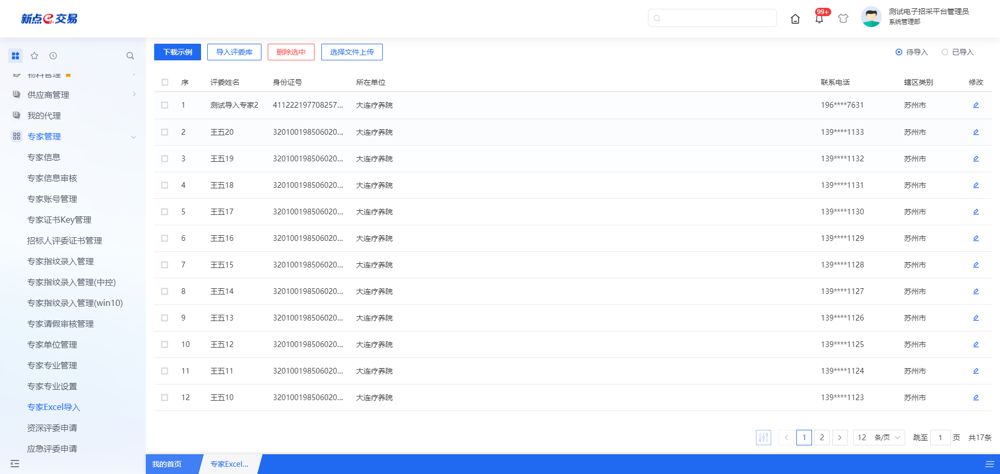 新点e交易
99+
测试电子招采平台管理员
系统管理部
物料管理
供应商管理
我的代理
专家管理
专家信息
专家信息审核
专家账号管理
专家证书Key管理
招标人评委证书管理
专家指纹录入管理
专家指纹录入管理(中控)
专家指纹录入管理(win10)
专家请假审核管理
专家单位管理
专家专业管理
专家专业设置
专家Excel导入
资深评委申请
应急评委申请
下载示例 导入评委库 删除选中 选择文件上传 待导入 已导入
序 评委姓名 身份证号 所在单位 联系电话 辖区类别 修改
1 测试导入专家2 411222197708257... 大连疗养院 196****7631 苏州市
2 王五20 320100198506020... 大连疗养院 139****1133 苏州市
3 王五19 320100198506020... 大连疗养院 139****1132 苏州市
4 王五18 320100198506020... 大连疗养院 139****1131 苏州市
5 王五17 320100198506020... 大连疗养院 139****1130 苏州市
6 王五16 320100198506020... 大连疗养院 139****1129 苏州市
7 王五15 320100198506020... 大连疗养院 139****1128 苏州市
8 王五14 320100198506020... 大连疗养院 139****1127 苏州市
9 王五13 320100198506020... 大连疗养院 139****1126 苏州市
10 王五12 320100198506020... 大连疗养院 139****1125 苏州市
11 王五11 320100198506020... 大连疗养院 139****1124 苏州市
12 王五10 320100198506020... 大连疗养院 139****1123 苏州市
1 2 12 条/页 跳至 1 页 共17条
我的首页 专家Excel...